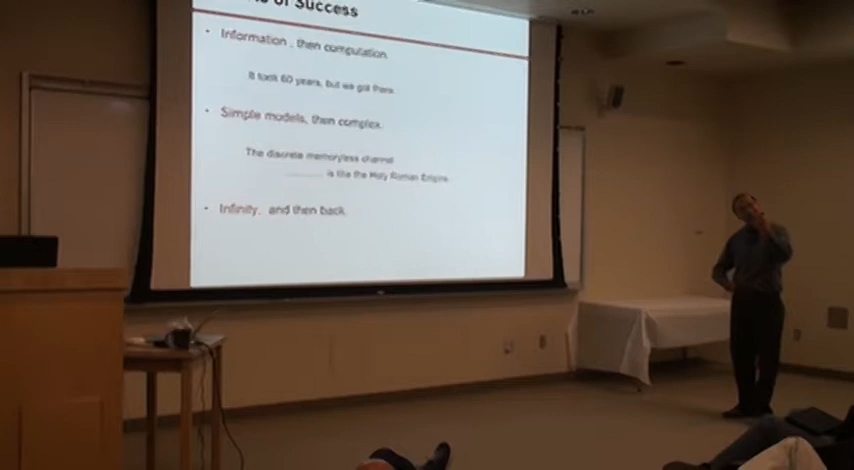 of Success
• Information , then computation.
It took 60 years, but we got there.
• Simple models, then complex.
The discrete memoryless channel
............ is like the Holy Roman Empire.
• Infinity, and then back.